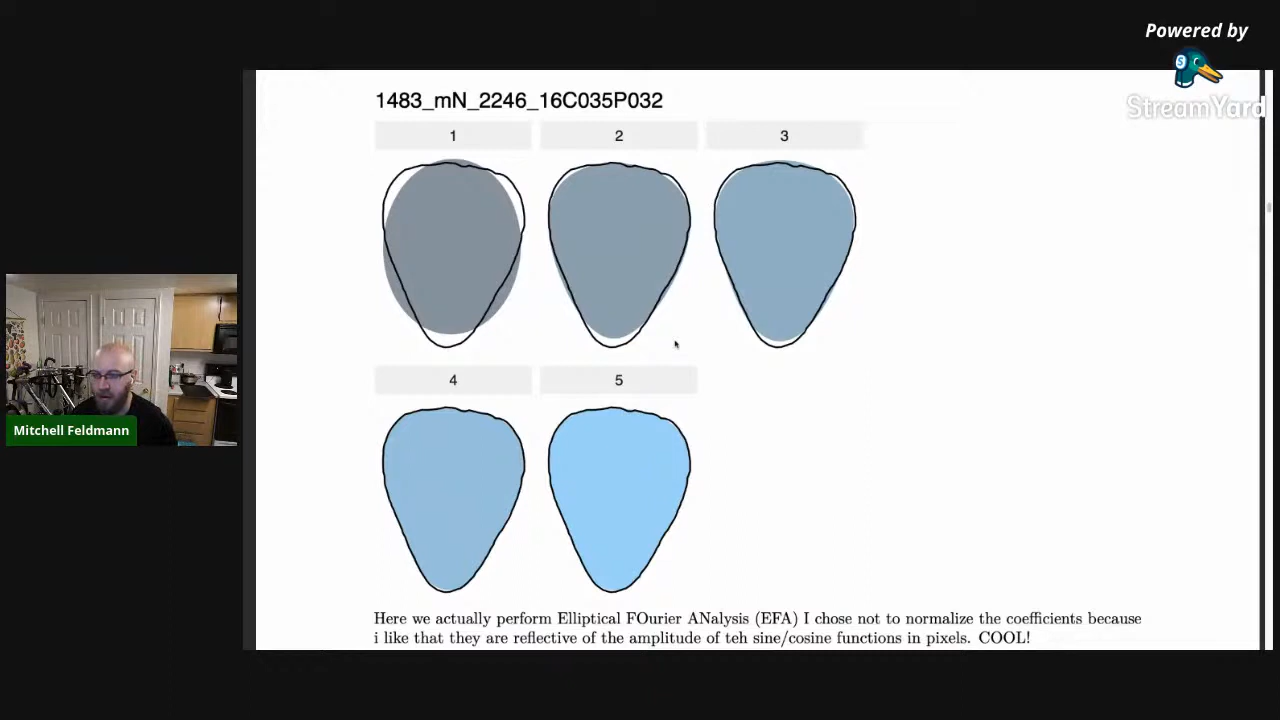 Powered by
StreamYard
1483_mN_2246_16C035P032
1 2 3
4 5
Mitchell Feldmann
Here we actually perform Elliptical FOurier ANalysis (EFA) I chose not to normalize the coefficients because
i like that they are reflective of the amplitude of teh sine/cosine functions in pixels. COOL!